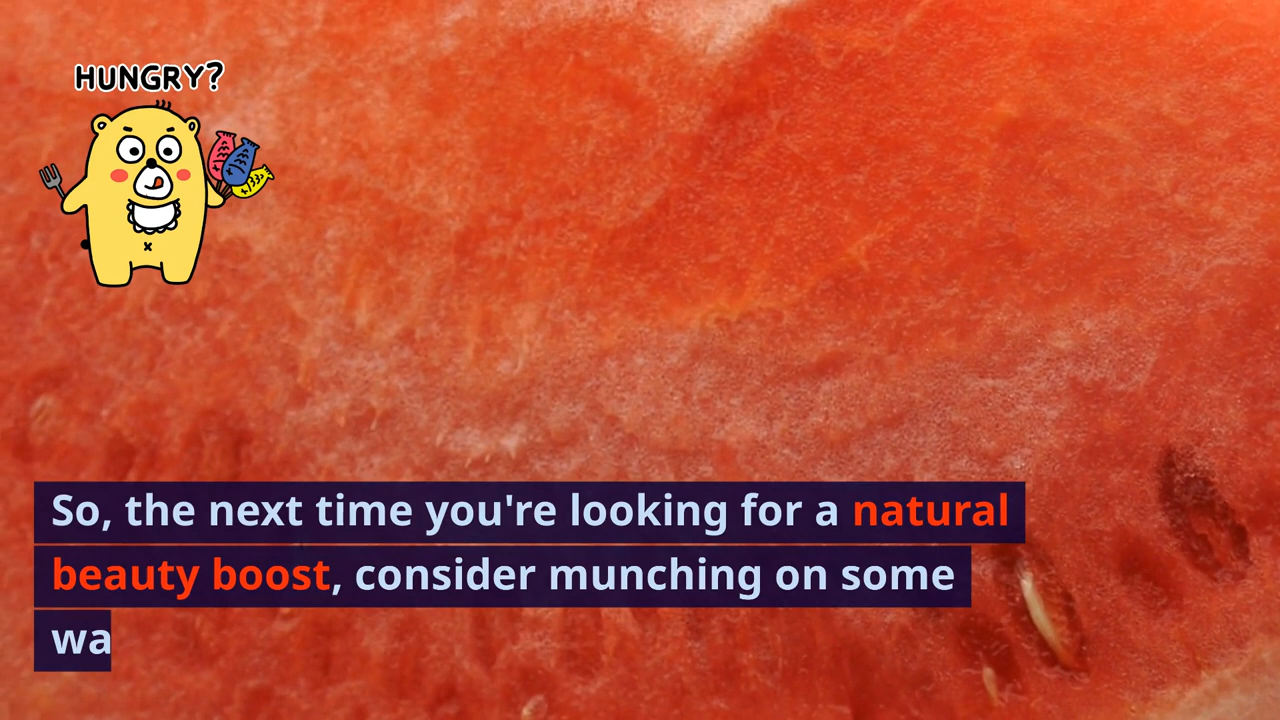 HUNGRY?
So, the next time you're looking for a natural
beauty boost, consider munching on some
wa